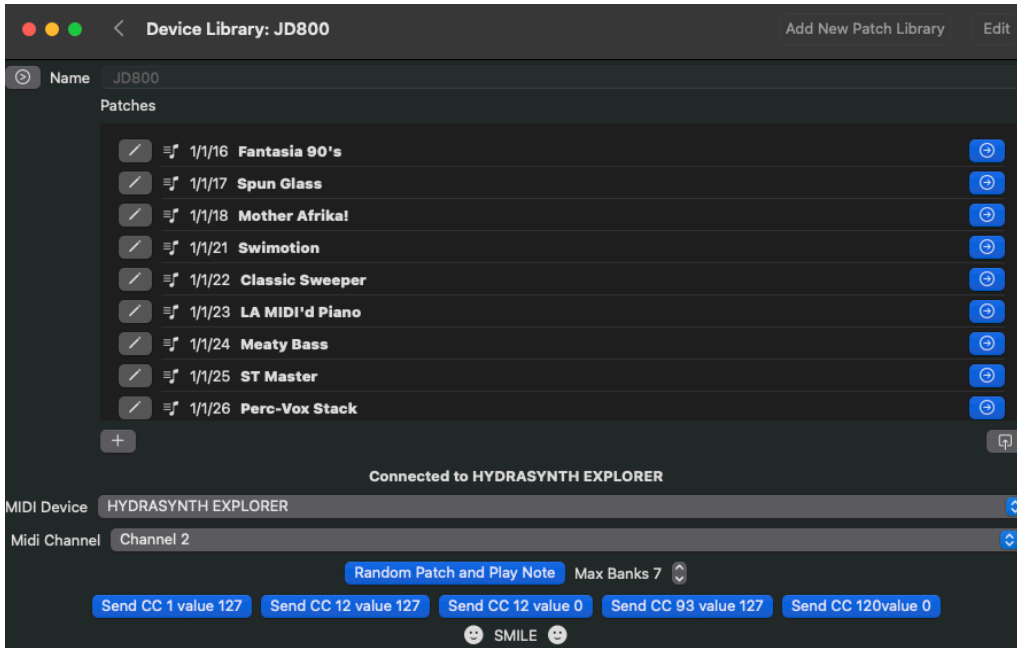 Device Library: JD800 Add New Patch Library Edit
Name JD800
Patches
1/1/16 Fantasia 90's
1/1/17 Spun Glass
1/1/18 Mother Afrika!
1/1/21 Swimotion
1/1/22 Classic Sweeper
1/1/23 LA MIDI'd Piano
1/1/24 Meaty Bass
1/1/25 ST Master
1/1/26 Perc-Vox Stack
Connected to HYDRASYNTH EXPLORER
MIDI Device HYDRASYNTH EXPLORER
Midi Channel Channel 2
Random Patch and Play Note Max Banks 7
Send CC 1 value 127 Send CC 12 value 127 Send CC 12 value 0 Send CC 93 value 127 Send CC 120value 0
SMILE